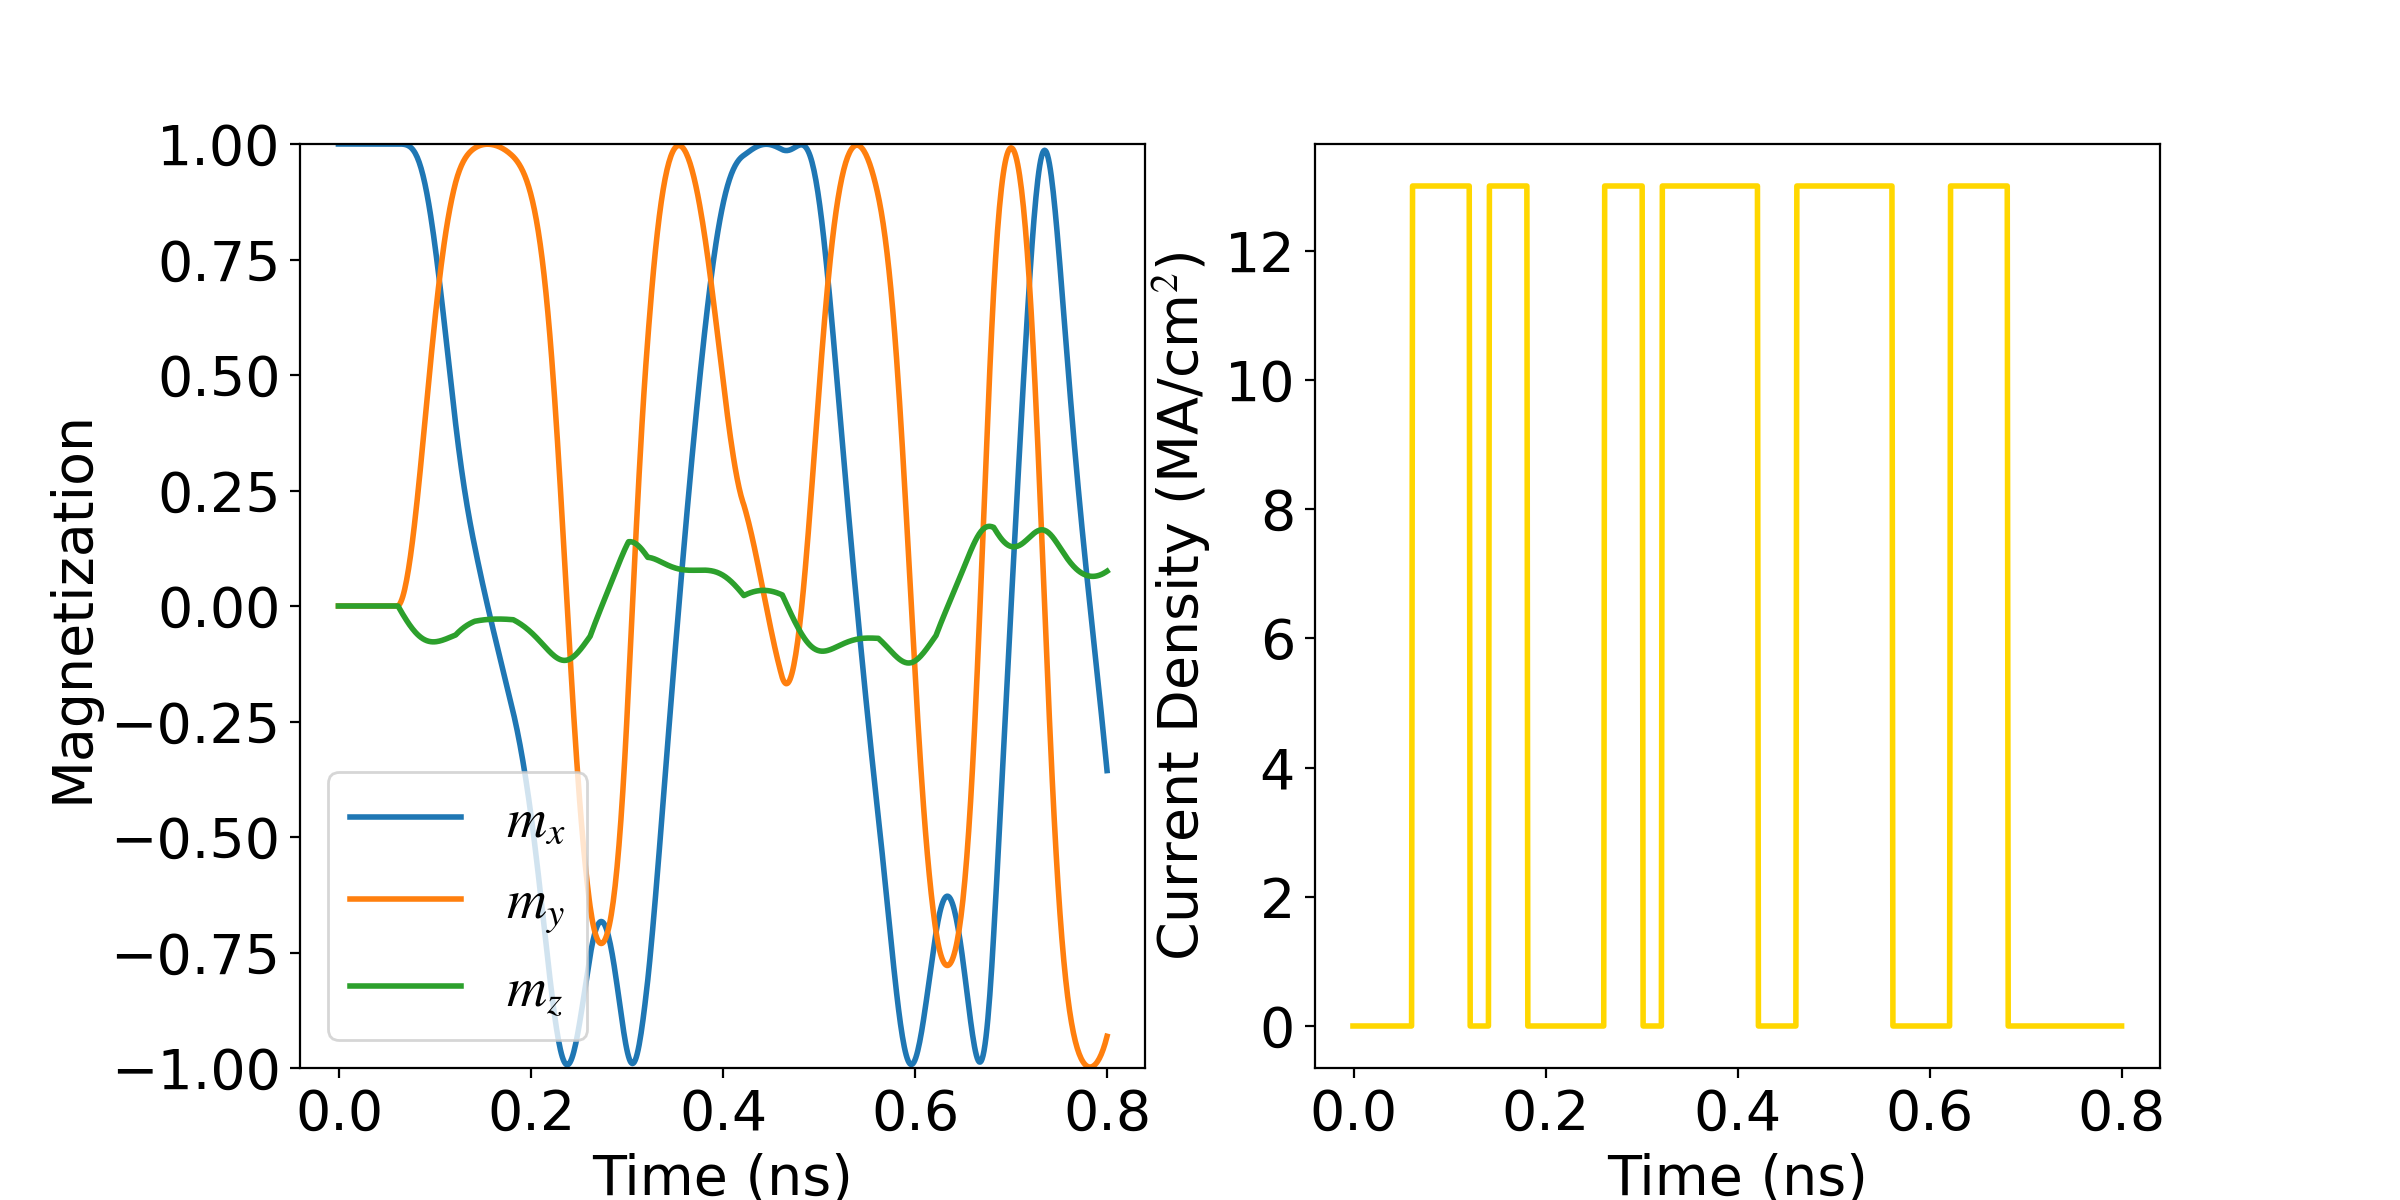 Magnetization
1.00
0.75
0.50
0.25
0.00
−0.25
−0.50
−0.75
−1.00
m_x
m_y
m_z
0.0 0.2 0.4 0.6 0.8
Time (ns)
Current Density (MA/cm²)
12
10
8
6
4
2
0
0.0 0.2 0.4 0.6 0.8
Time (ns)